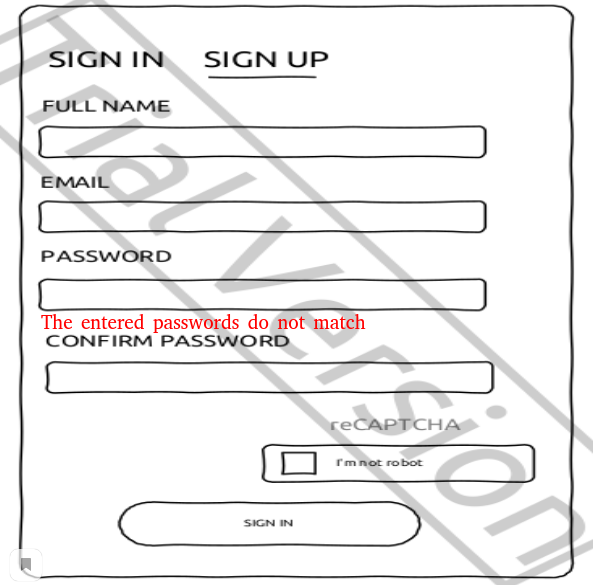 SIGN IN SIGN UP
FULL NAME
EMAIL
PASSWORD
The entered passwords do not match
CONFIRM PASSWORD
reCAPTCHA
I'm not robot
SIGN IN
Trial Version